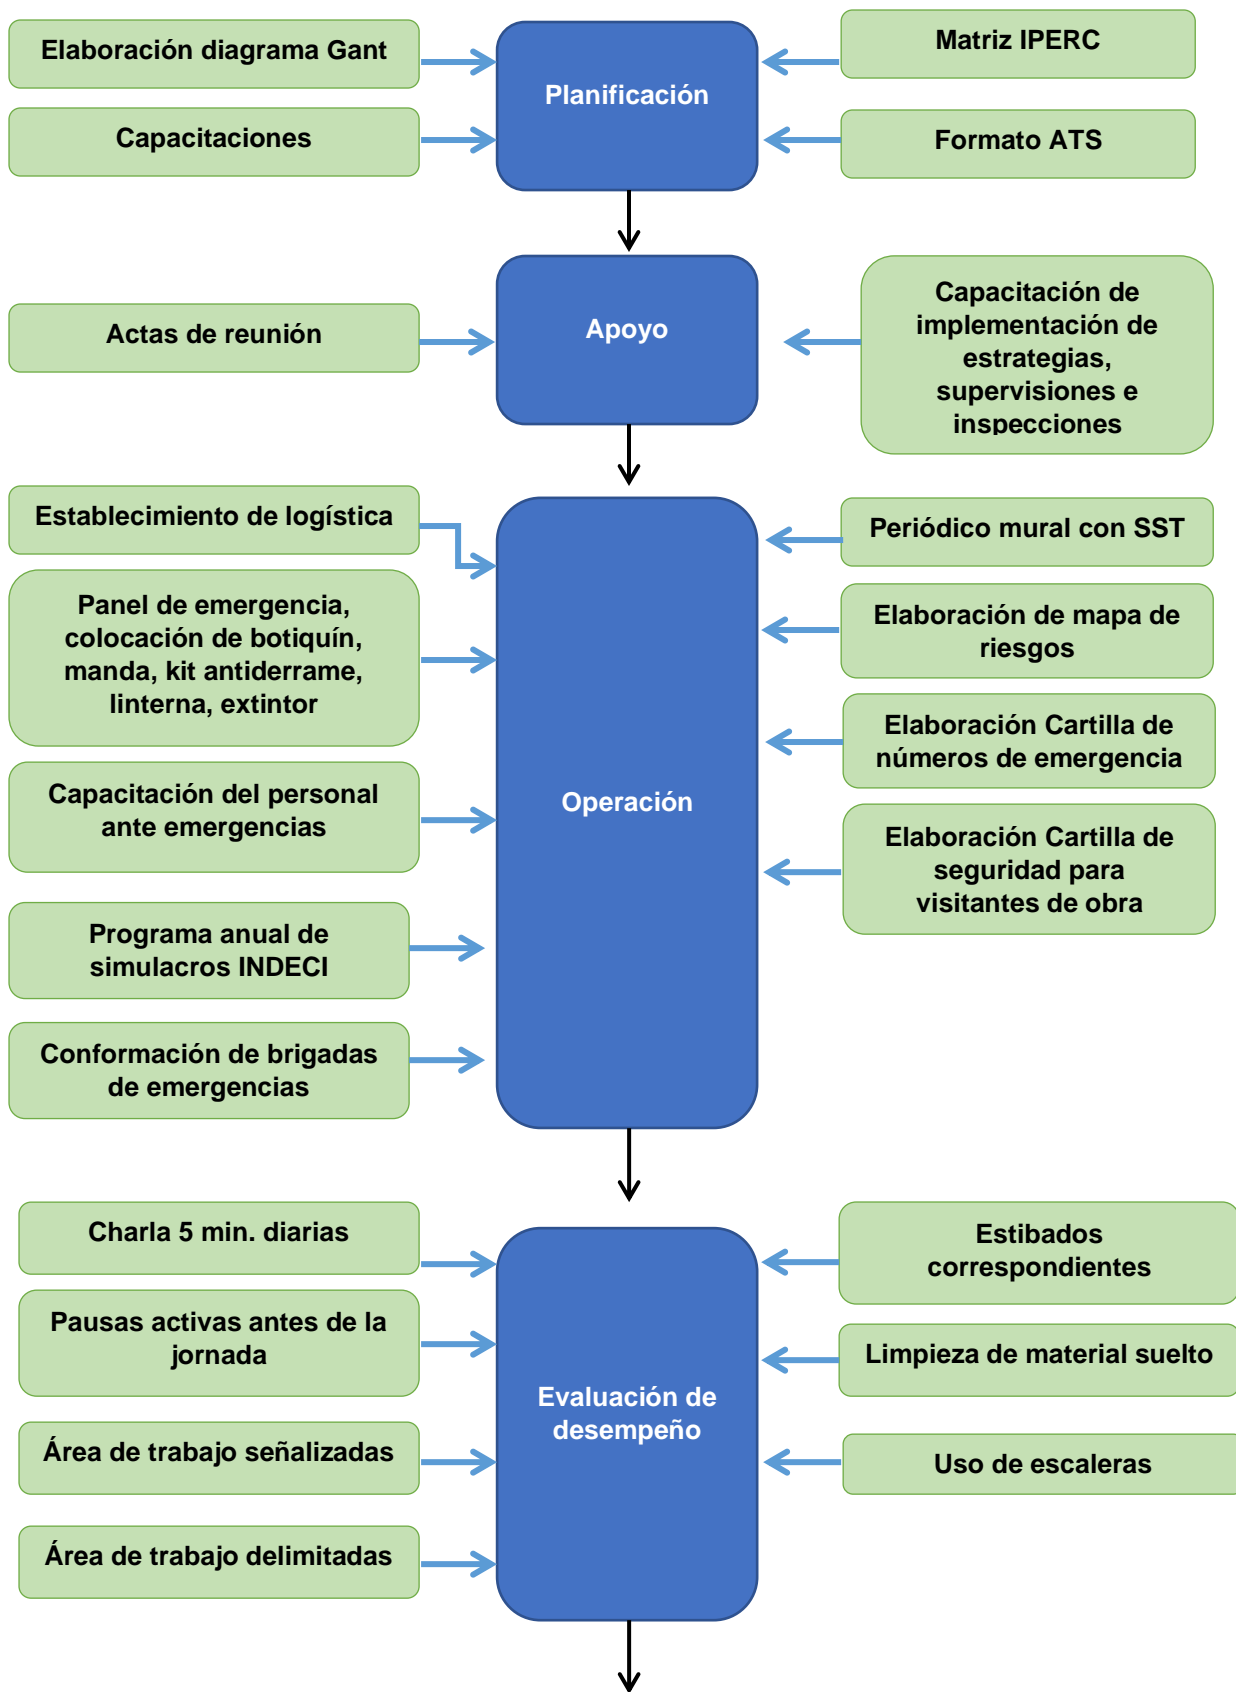 Elaboración diagrama Gant
Capacitaciones
Planificación
Matriz IPERC
Formato ATS
Actas de reunión
Apoyo
Capacitación de
implementación de
estrategias,
supervisiones e
inspecciones
Establecimiento de logística
Panel de emergencia,
colocación de botiquín,
manda, kit antiderrame,
linterna, extintor
Capacitación del personal
ante emergencias
Programa anual de
simulacros INDECI
Conformación de brigadas
de emergencias
Operación
Periódico mural con SST
Elaboración de mapa de
riesgos
Elaboración Cartilla de
números de emergencia
Elaboración Cartilla de
seguridad para
visitantes de obra
Charla 5 min. diarias
Pausas activas antes de la
jornada
Área de trabajo señalizadas
Área de trabajo delimitadas
Evaluación de
desempeño
Estibados
correspondientes
Limpieza de material suelto
Uso de escaleras